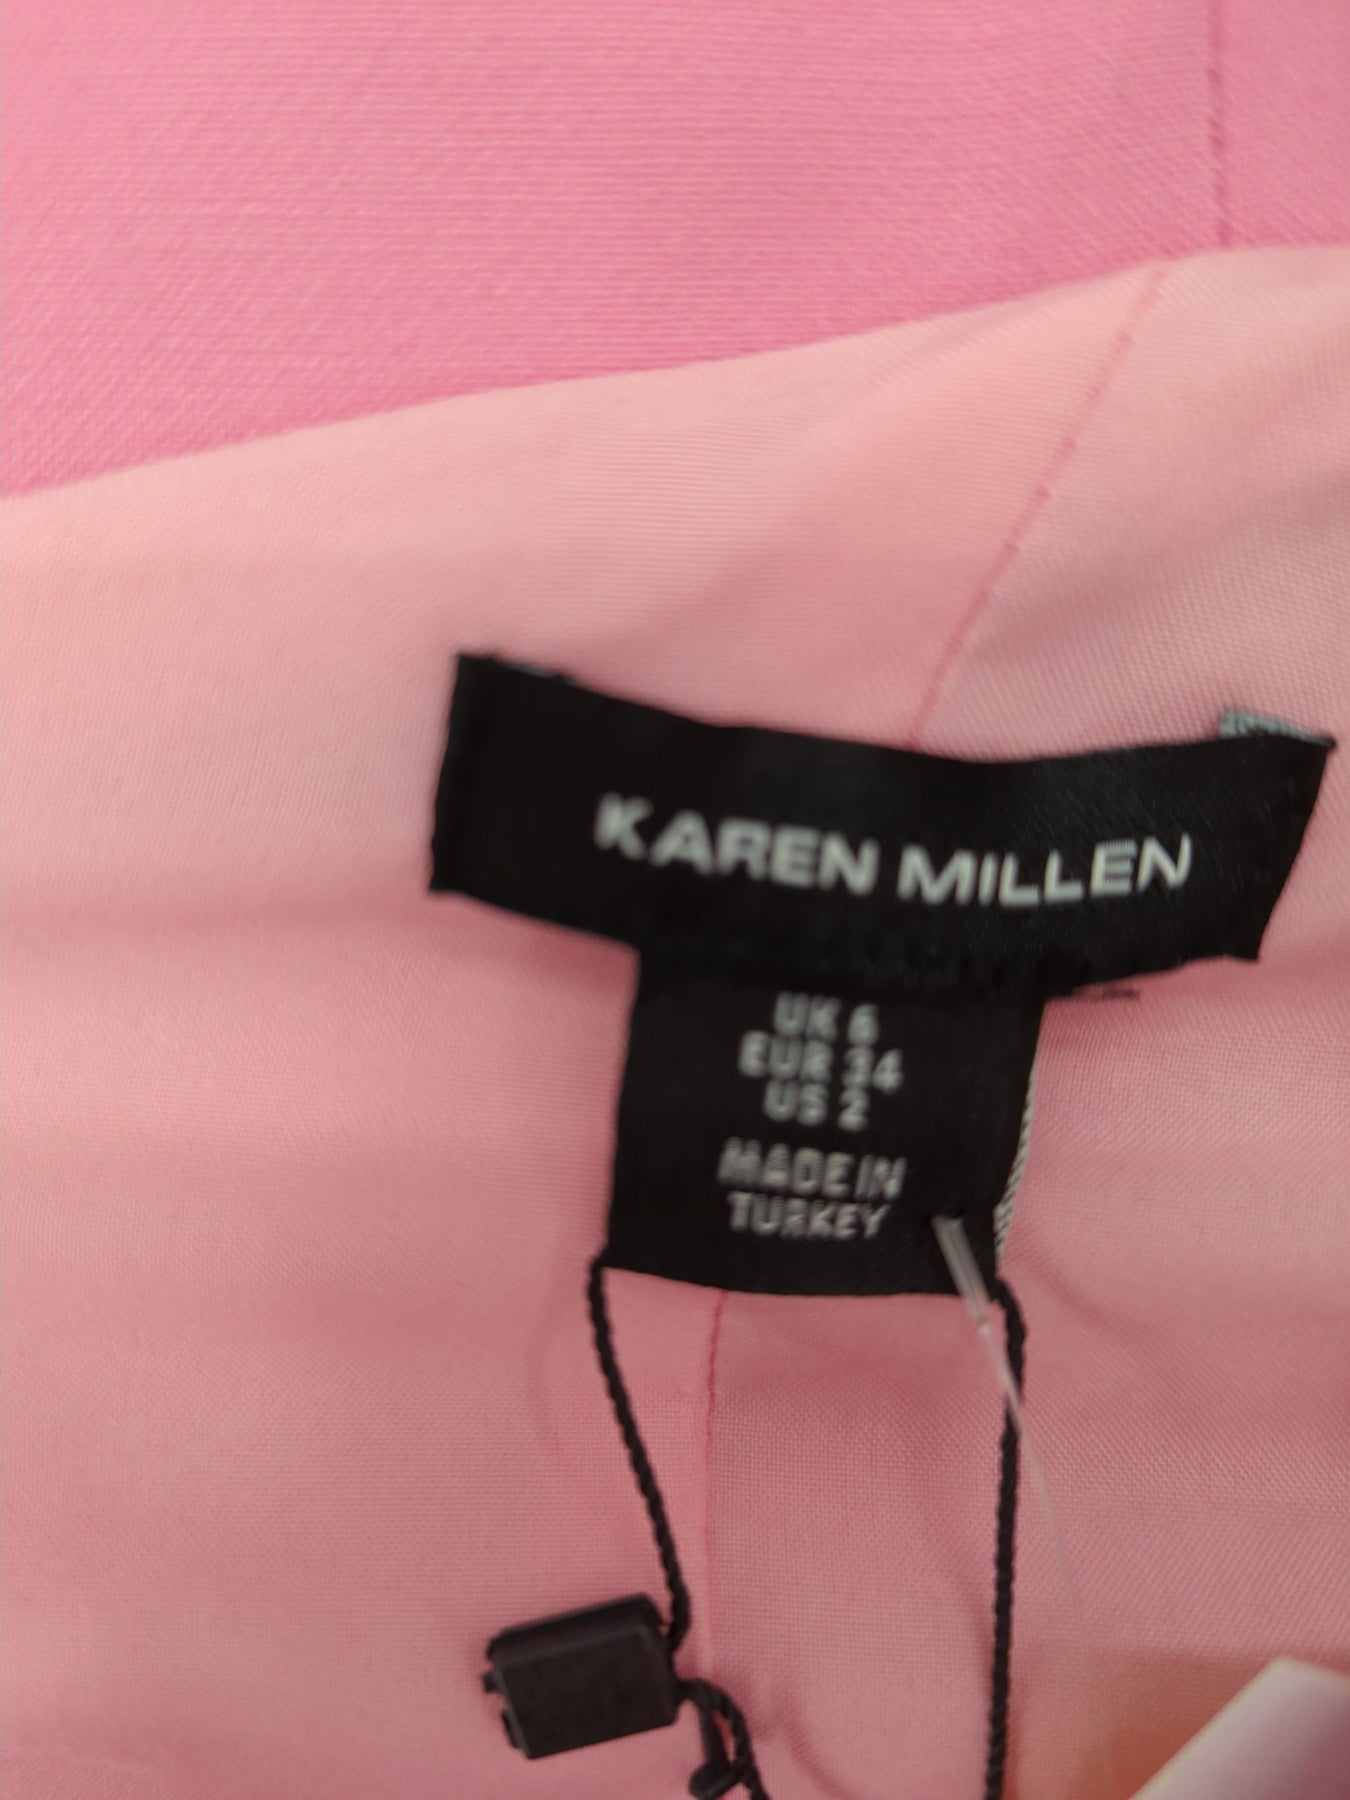 KAREN MILLEN
UK 6
EUR 34
US 2
MADE IN
TURKEY